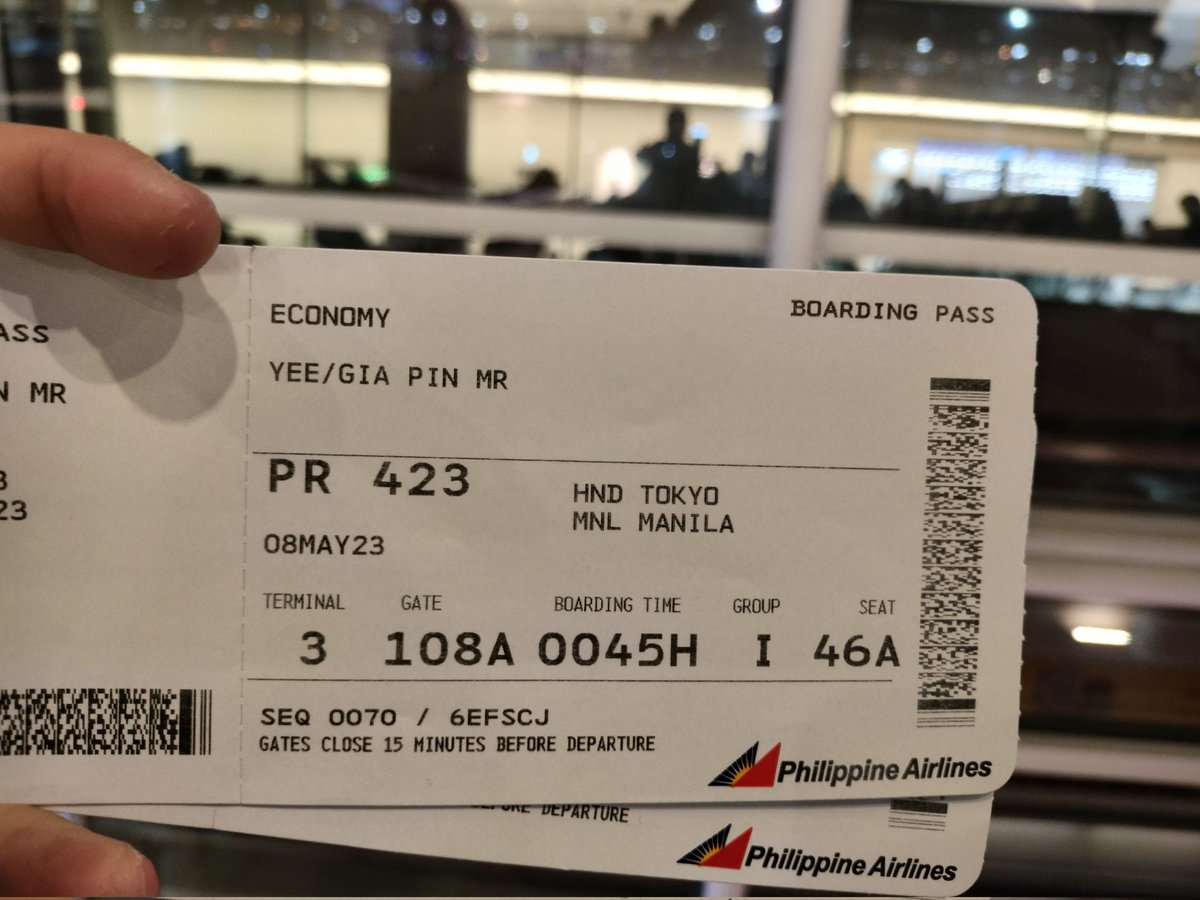 ASS
N MR
3
23
ECONOMY
BOARDING PASS
YEE/GIA PIN MR
PR 423
HND TOKYO
MNL MANILA
08MAY23
TERMINAL GATE BOARDING TIME GROUP SEAT
3 108A 0045H I 46A
SEQ 0070 / 6EFSCJ
GATES CLOSE 15 MINUTES BEFORE DEPARTURE
Philippine Airlines
BEFORE DEPARTURE
Philippine Airlines